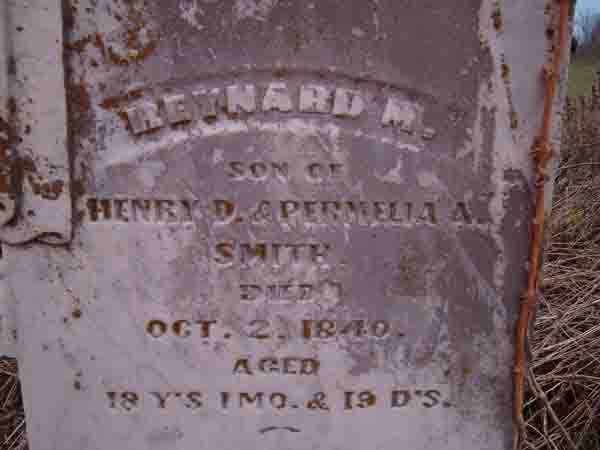 REYNARD M.
SON OF
HENRY D. & PERMELIA A.
SMITH
DIED
OCT. 2, 1840.
AGED
18 Y'S 1 MO. & 19 D'S.